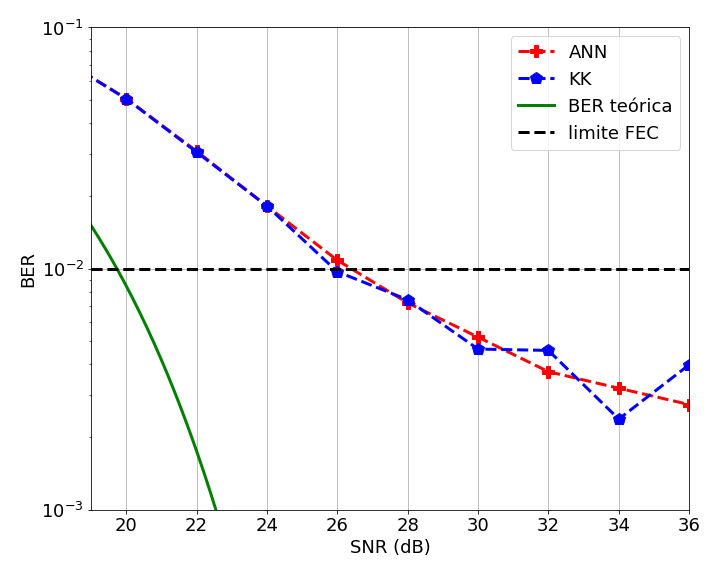 10⁻¹
10⁻²
10⁻³
BER
20 22 24 26 28 30 32 34 36
SNR (dB)
ANN
KK
BER teórica
limite FEC